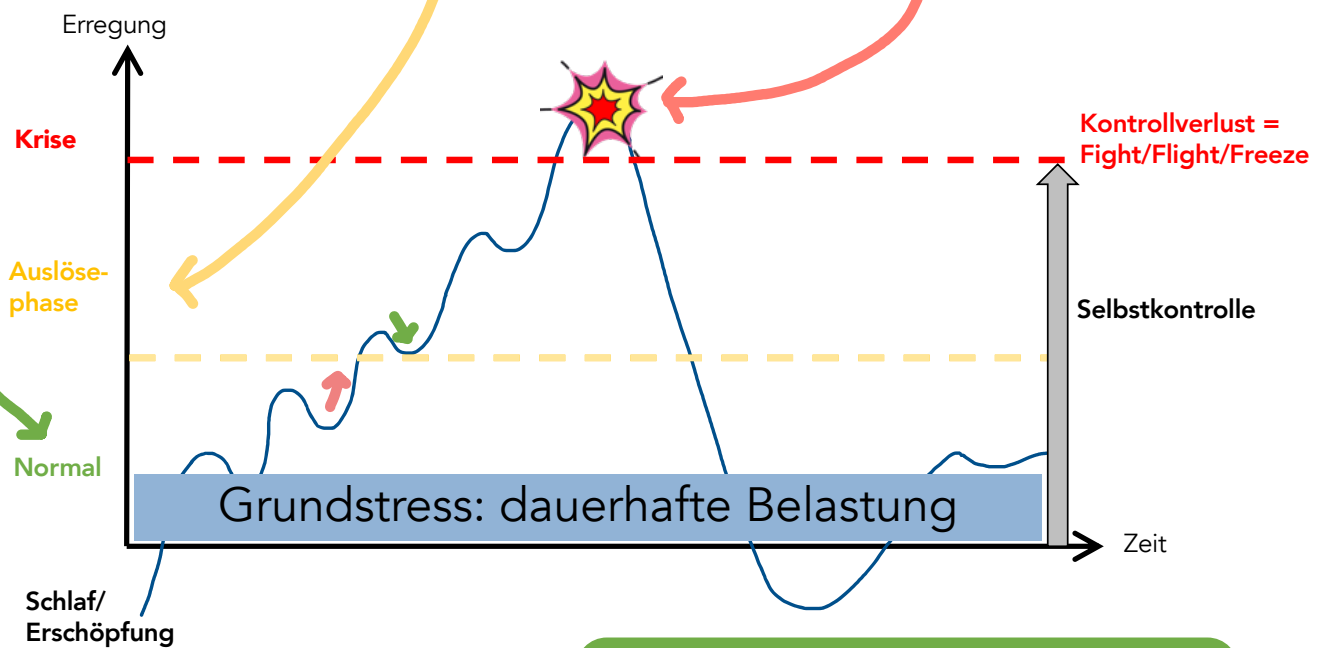 Erregung
Krise
Kontrollverlust =
Fight/Flight/Freeze
Auslöse-
phase
Selbstkontrolle
Normal
Grundstress: dauerhafte Belastung
Zeit
Schlaf/
Erschöpfung